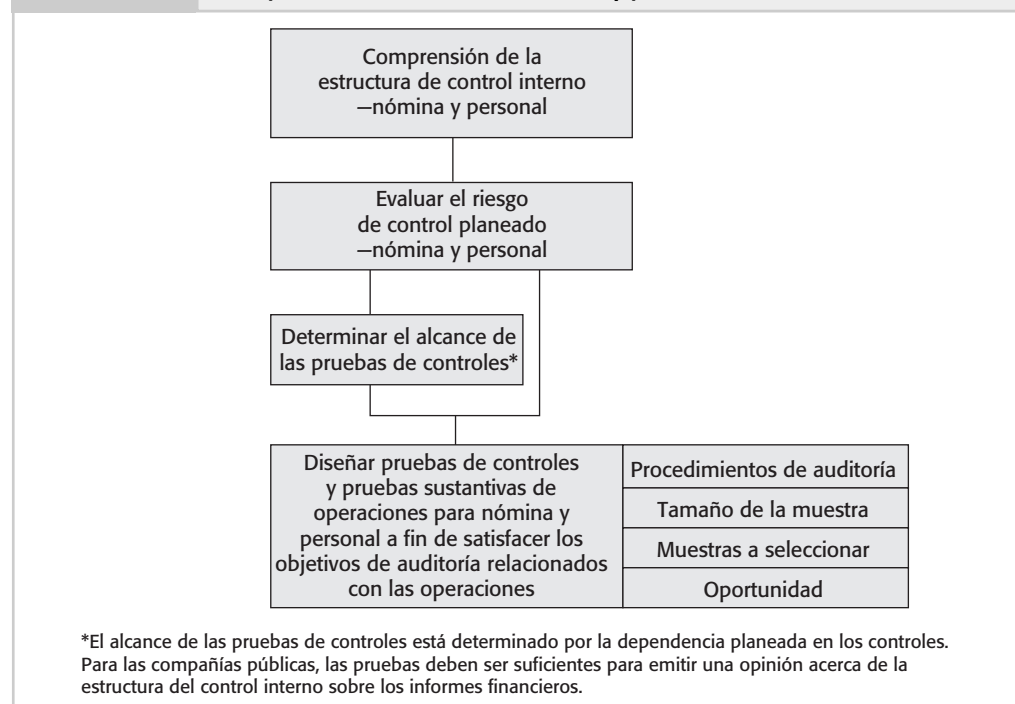 Comprensión de la
estructura de control interno
—nómina y personal
Evaluar el riesgo
de control planeado
—nómina y personal
Determinar el alcance de
las pruebas de controles*
Diseñar pruebas de controles
y pruebas sustantivas de
operaciones para nómina y
personal a fin de satisfacer los
objetivos de auditoría relacionados
con las operaciones
Procedimientos de auditoría
Tamaño de la muestra
Muestras a seleccionar
Oportunidad
*El alcance de las pruebas de controles está determinado por la dependencia planeada en los controles.
Para las compañías públicas, las pruebas deben ser suficientes para emitir una opinión acerca de la
estructura del control interno sobre los informes financieros.